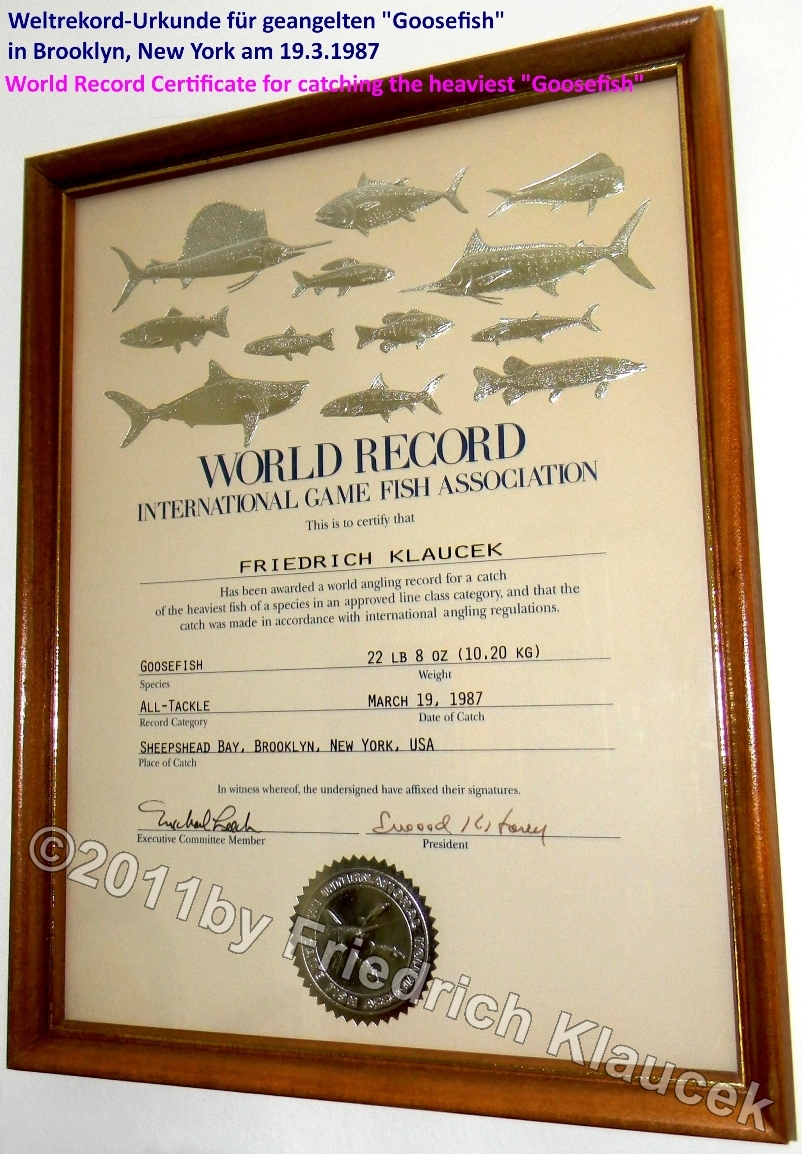 Weltrekord-Urkunde für geangelten "Goosefish"
in Brooklyn, New York am 19.3.1987
World Record Certificate for catching the heaviest "Goosefish"
WORLD RECORD
INTERNATIONAL GAME FISH ASSOCIATION
This is to certify that
FRIEDRICH KLAUCEK
Has been awarded a world angling record for a catch
of the heaviest fish of a species in an approved line class category, and that the
catch was made in accordance with international angling regulations.
GOOSEFISH 22 LB 8 OZ (10.20 KG)
Species Weight
ALL-TACKLE MARCH 19, 1987
Record Category Date of Catch
SHEEPSHEAD BAY, BROOKLYN, NEW YORK, USA
Place of Catch
In witness whereof, the undersigned have affixed their signatures.
Executive Committee Member President
©2011by Friedrich Klaucek